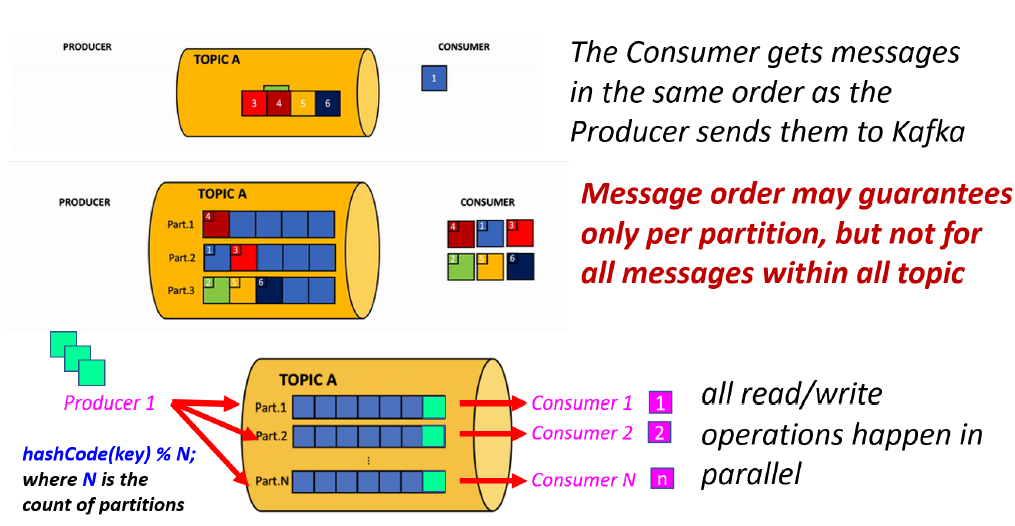 PRODUCER
CONSUMER
TOPIC A
1
3 4 5 6
The Consumer gets messages
in the same order as the
Producer sends them to Kafka
PRODUCER
TOPIC A
CONSUMER
Part.1
4
Part.2
1 3
Part.3
2 5 6
4 1 3
2 5 6
Message order may guarantees
only per partition, but not for
all messages within all topic
Producer 1
hashCode(key) % N;
where N is the
count of partitions
TOPIC A
Part.1
Part.2
⋮
Part.N
Consumer 1 1
Consumer 2 2
Consumer N n
all read/write
operations happen in
parallel